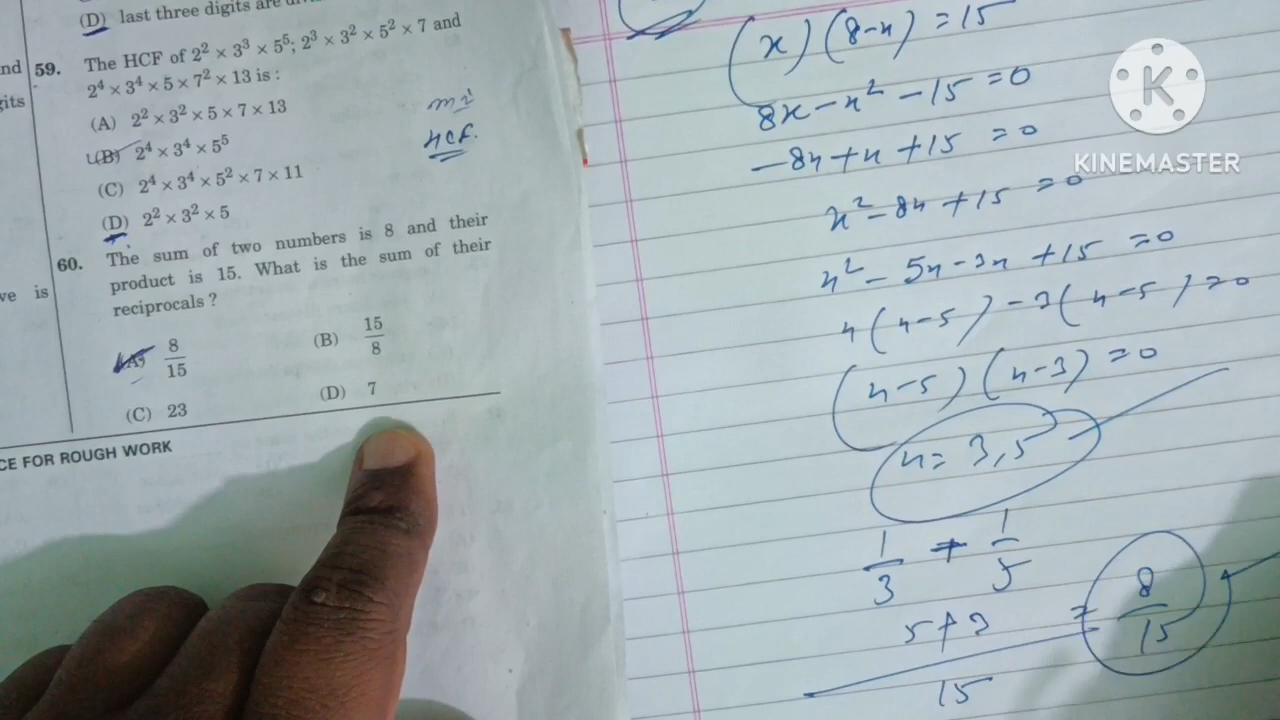 (D) last three digits are
59. The HCF of 2² × 3³ × 5⁵; 2³ × 3² × 5² × 7 and
2⁴ × 3⁴ × 5 × 7² × 13 is :
(A) 2² × 3² × 5 × 7 × 13
(B) 2⁴ × 3⁴ × 5⁵
(C) 2⁴ × 3⁴ × 5² × 7 × 11
(D) 2² × 3² × 5
HCF.
60. The sum of two numbers is 8 and their
product is 15. What is the sum of their
reciprocals ?
(A) 8/15
(B) 15/8
(C) 23
(D) 7
CE FOR ROUGH WORK
nd
gits
ve is
(x) (8-x) = 15
8x - x² - 15 = 0
-8x + x + 15 = 0
x² - 8x + 15 = 0
x² - 5x - 3x + 15 = 0
x(x-5) - 3(x-5) = 0
(x-5) (x-3) = 0
x = 3,5
1/3 + 1/5
5+3
15
= 8/15
K
KINEMASTER